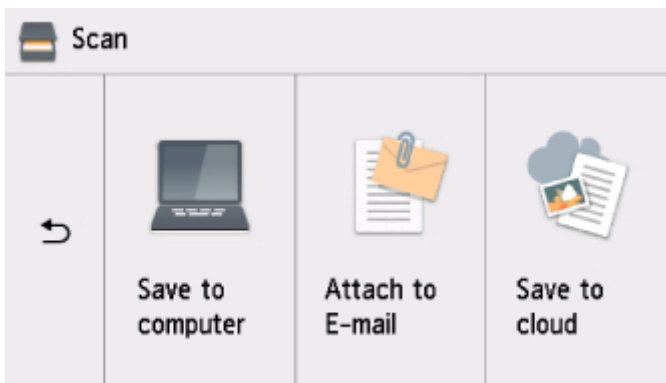 Scan
Save to
computer
Attach to
E-mail
Save to
cloud